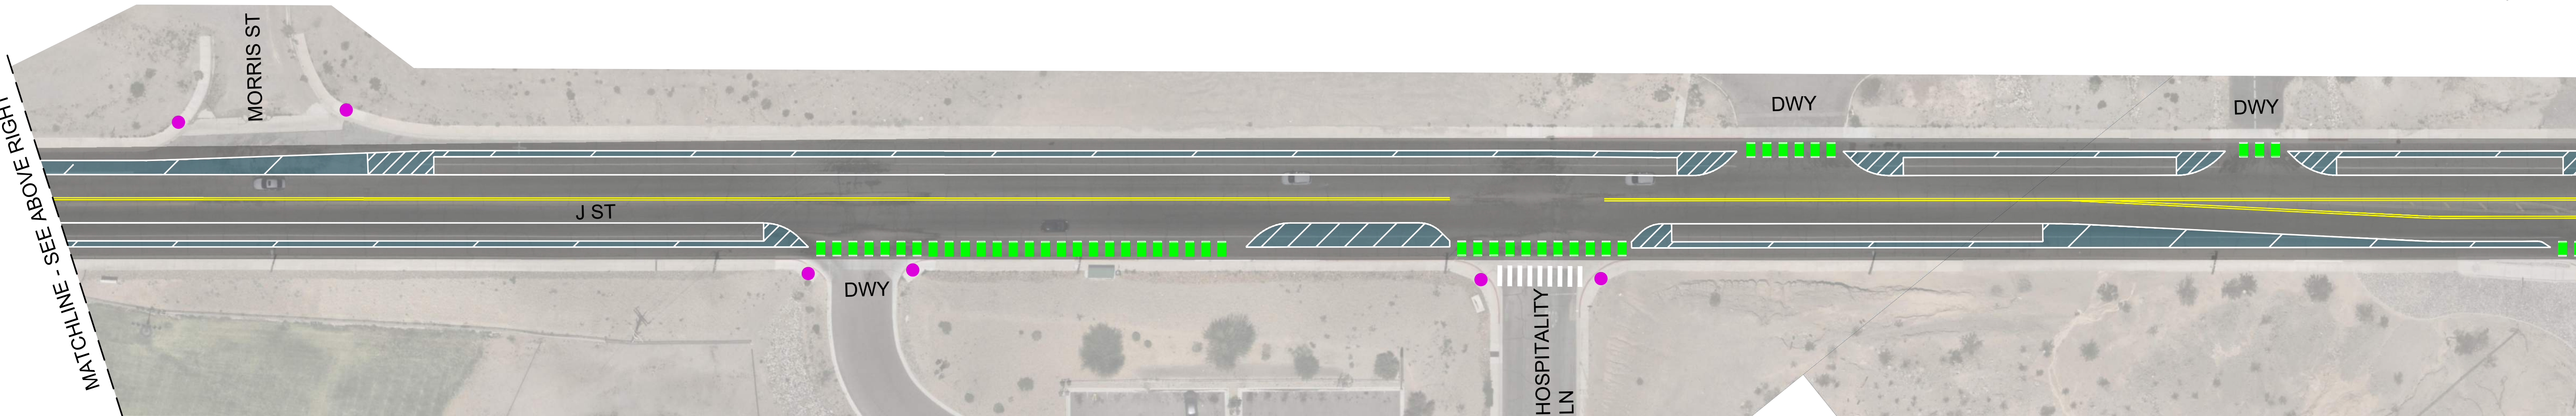 MORRIS ST
MATCHLINE - SEE ABOVE RIGHT
DWY
DWY
J ST
DWY
HOSPITALITY
LN